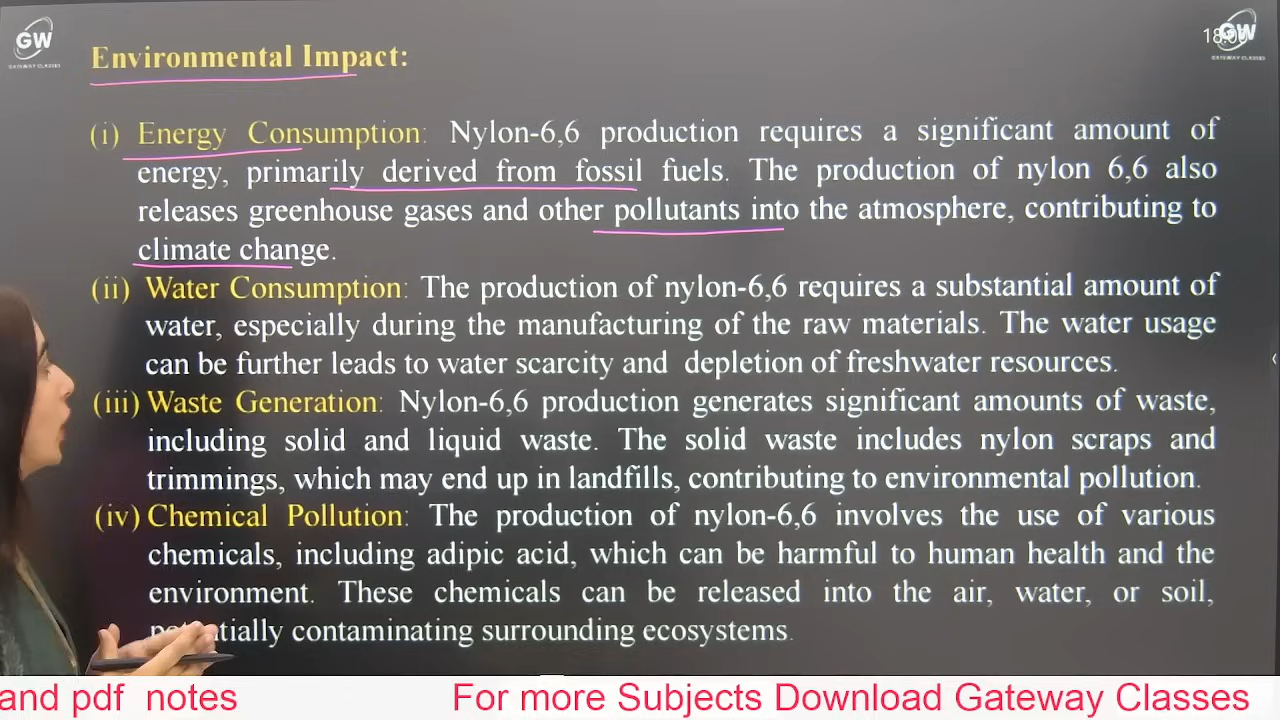 GW
GATEWAY CLASSES
GW
GATEWAY CLASSES
Environmental Impact:
(i) Energy Consumption: Nylon-6,6 production requires a significant amount of
energy, primarily derived from fossil fuels. The production of nylon 6,6 also
releases greenhouse gases and other pollutants into the atmosphere, contributing to
climate change.
(ii) Water Consumption: The production of nylon-6,6 requires a substantial amount of
water, especially during the manufacturing of the raw materials. The water usage
can be further leads to water scarcity and depletion of freshwater resources.
(iii) Waste Generation: Nylon-6,6 production generates significant amounts of waste,
including solid and liquid waste. The solid waste includes nylon scraps and
trimmings, which may end up in landfills, contributing to environmental pollution.
(iv) Chemical Pollution: The production of nylon-6,6 involves the use of various
chemicals, including adipic acid, which can be harmful to human health and the
environment. These chemicals can be released into the air, water, or soil,
potentially contaminating surrounding ecosystems.
and pdf notes For more Subjects Download Gateway Classes